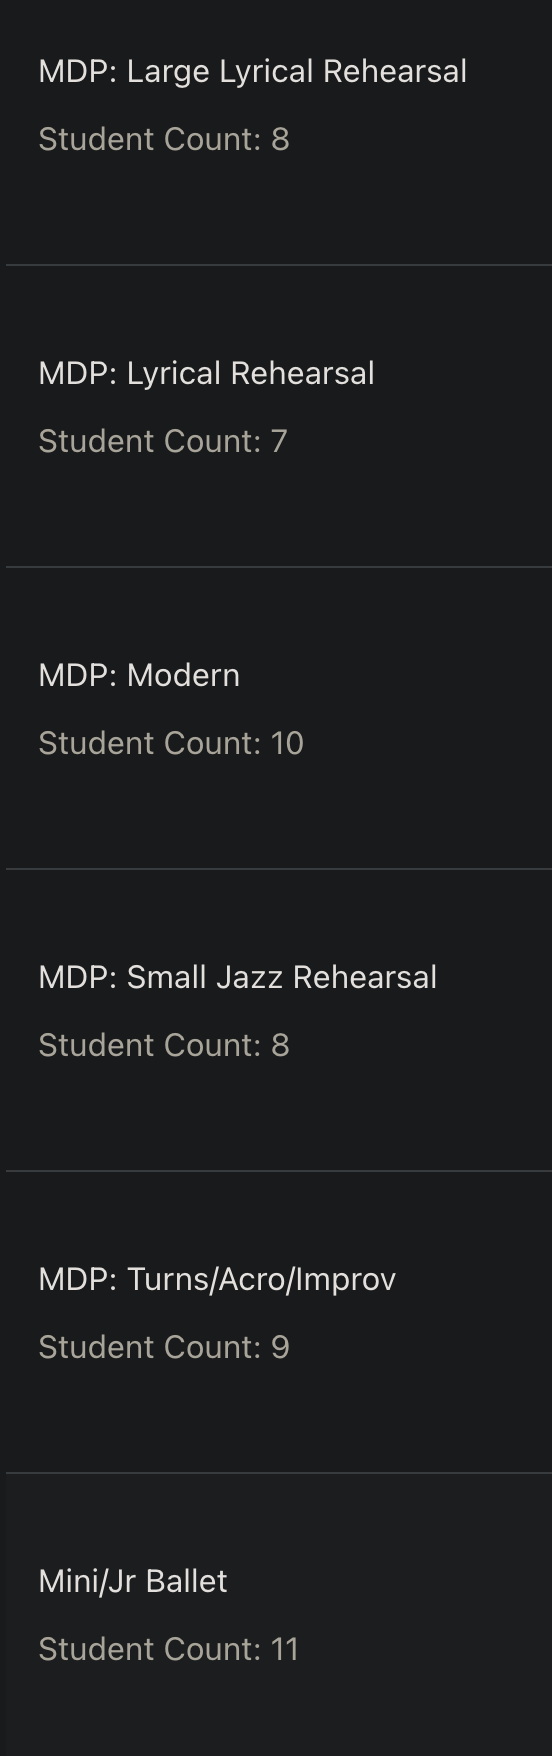 MDP: Large Lyrical Rehearsal
Student Count: 8
MDP: Lyrical Rehearsal
Student Count: 7
MDP: Modern
Student Count: 10
MDP: Small Jazz Rehearsal
Student Count: 8
MDP: Turns/Acro/Improv
Student Count: 9
Mini/Jr Ballet
Student Count: 11